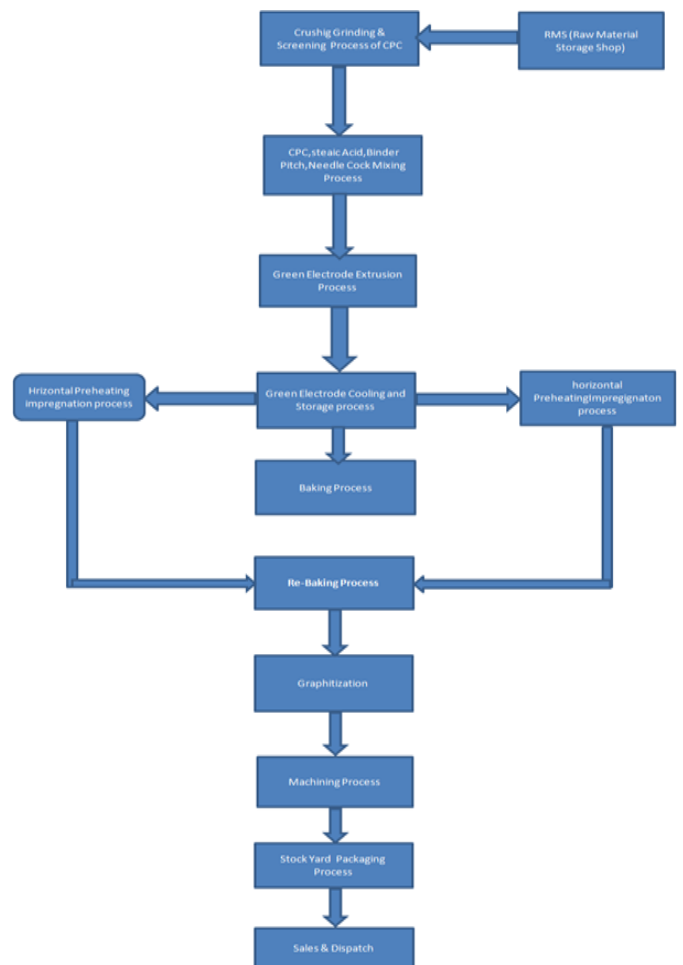 Crushig Grinding &
Screening Process of CPC
RMS (Raw Material
Storage Shop)
CPC,steaic Acid,Binder
Pitch,Needle Cock Mixing
Process
Green Electrode Extrusion
Process
Hrizontal Preheating
impregnation process
Green Electrode Cooling and
Storage process
horizontal
PreheatingImpregignaton
process
Baking Process
Re-Baking Process
Graphitization
Machining Process
Stock Yard Packaging
Process
Sales & Dispatch